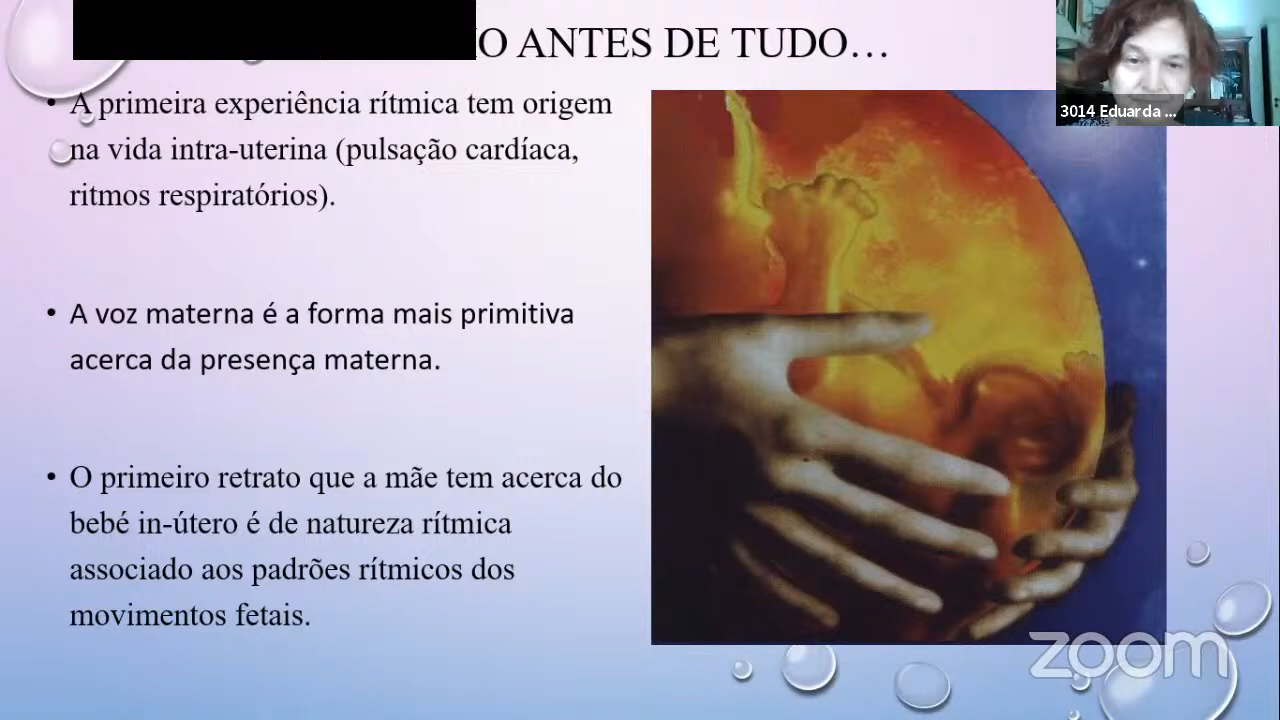 O ANTES DE TUDO...
3014 Eduarda ...
• A primeira experiência rítmica tem origem
na vida intra-uterina (pulsação cardíaca,
ritmos respiratórios).
• A voz materna é a forma mais primitiva
acerca da presença materna.
• O primeiro retrato que a mãe tem acerca do
bebé in-útero é de natureza rítmica
associado aos padrões rítmicos dos
movimentos fetais.
zoom